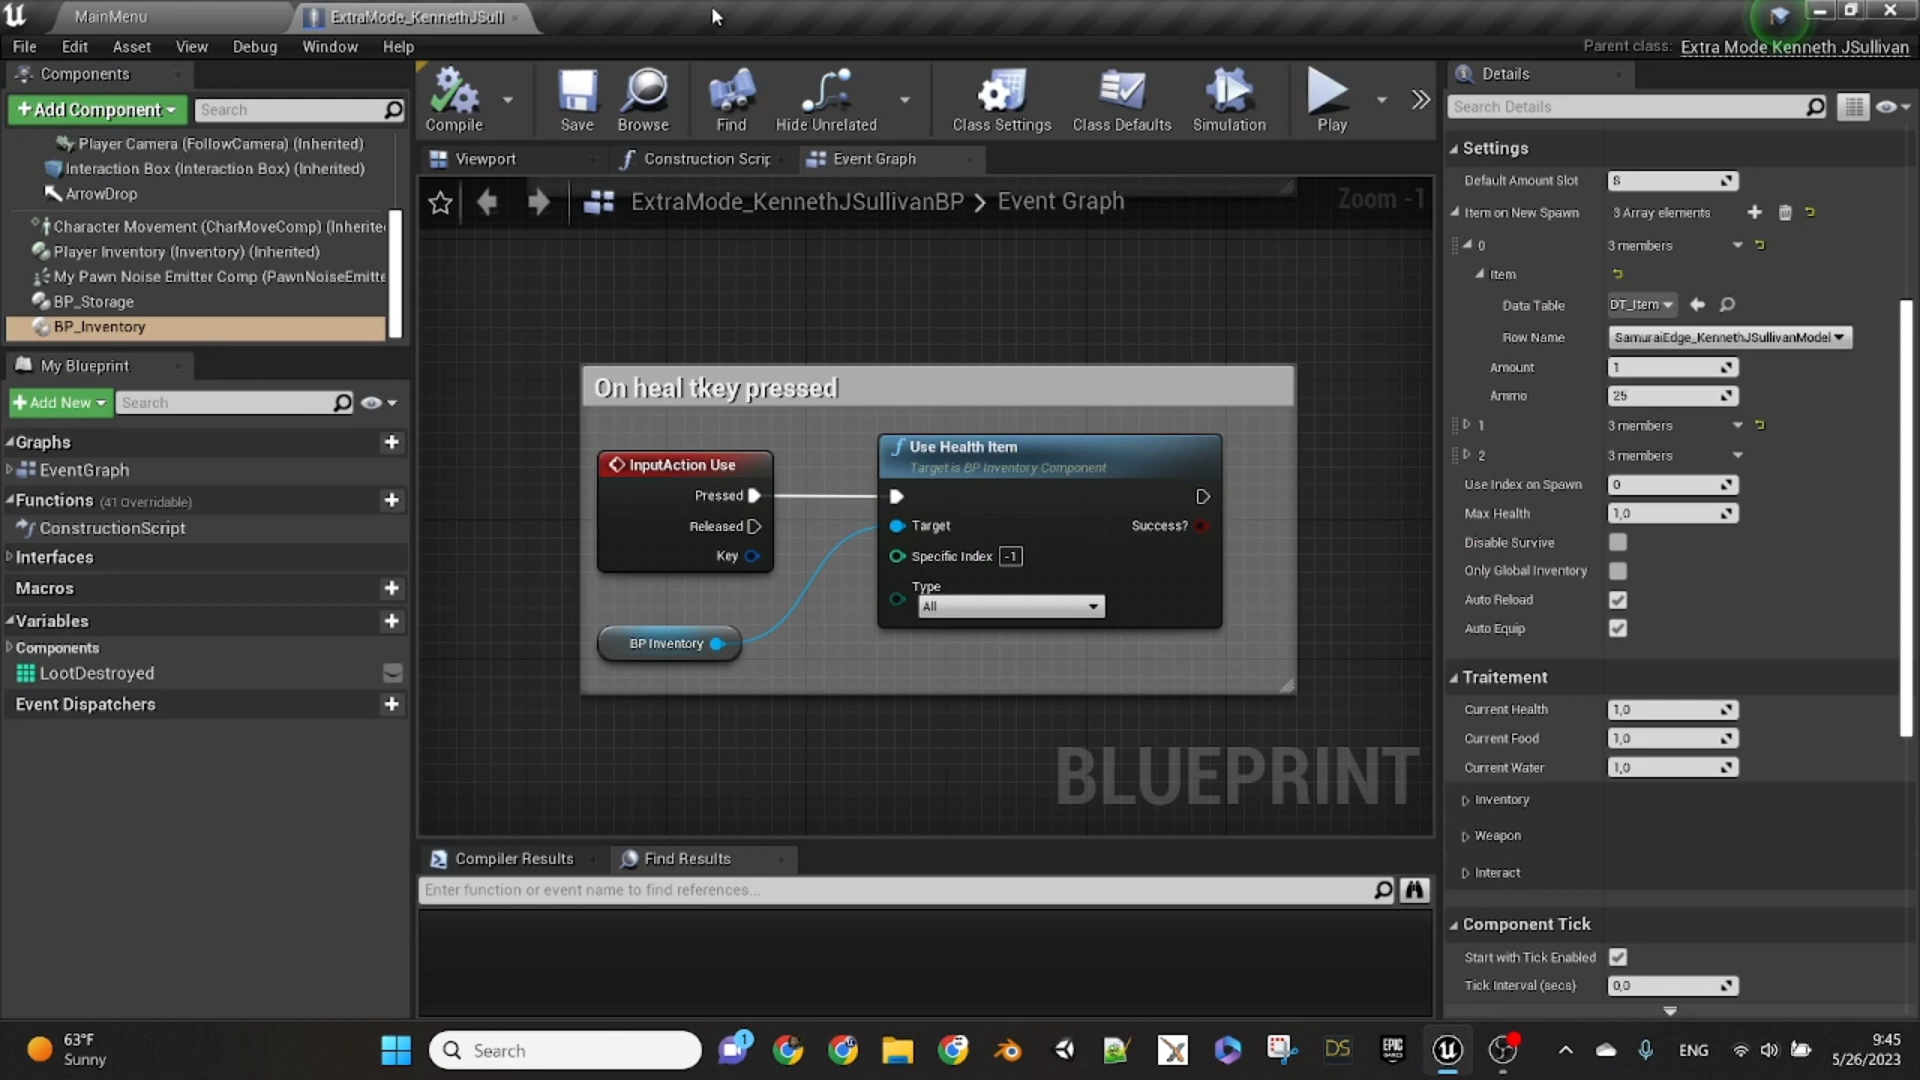 MainMenu
ExtraMode_KennethJSull
File Edit Asset View Debug Window Help
Parent class: Extra Mode Kenneth JSullivan
Components
+Add Component
Search
Player Camera (FollowCamera) (Inherited)
Interaction Box (Interaction Box) (Inherited)
ArrowDrop
Character Movement (CharMoveComp) (Inherite
Player Inventory (Inventory) (Inherited)
My Pawn Noise Emitter Comp (PawnNoiseEmitte
BP_Storage
BP_Inventory
My Blueprint
+Add New
Search
Graphs
EventGraph
Functions (41 Overridable)
ConstructionScript
Interfaces
Macros
Variables
Components
LootDestroyed
Event Dispatchers
Compile
Save
Browse
Find
Hide Unrelated
Class Settings
Class Defaults
Simulation
Play
Viewport
Construction Scrip
Event Graph
ExtraMode_KennethJSullivanBP > Event Graph
Zoom -1
On heal tkey pressed
InputAction Use
Pressed
Released
Key
BP Inventory
Use Health Item
Target is BP Inventory Component
Target
Success?
Specific Index -1
Type
All
BLUEPRINT
Compiler Results
Find Results
Enter function or event name to find references...
Details
Search Details
Settings
Default Amount Slot 8
Item on New Spawn 3 Array elements
0 3 members
Item
Data Table DT_Item
Row Name SamuraiEdge_KennethJSullivanModel
Amount 1
Ammo 25
1 3 members
2 3 members
Use Index on Spawn 0
Max Health 1,0
Disable Survive
Only Global Inventory
Auto Reload
Auto Equip
Traitement
Current Health 1,0
Current Food 1,0
Current Water 1,0
Inventory
Weapon
Interact
Component Tick
Start with Tick Enabled
Tick Interval (secs) 0,0
63°F
Sunny
Search
1
DS
EPIC GAMES
ENG
9:45
5/26/2023